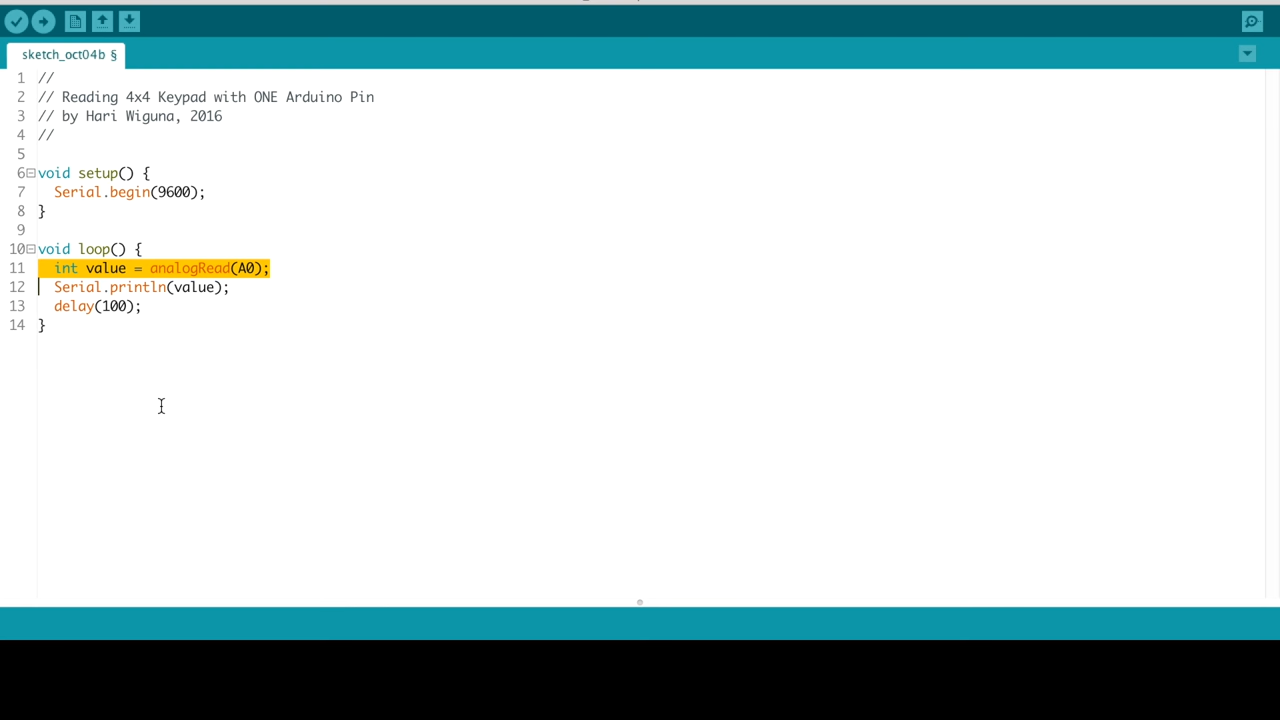 sketch_oct04b §
1 //
2 // Reading 4x4 Keypad with ONE Arduino Pin
3 // by Hari Wiguna, 2016
4 //
5
6 void setup() {
7 Serial.begin(9600);
8 }
9
10 void loop() {
11 int value = analogRead(A0);
12 Serial.println(value);
13 delay(100);
14 }